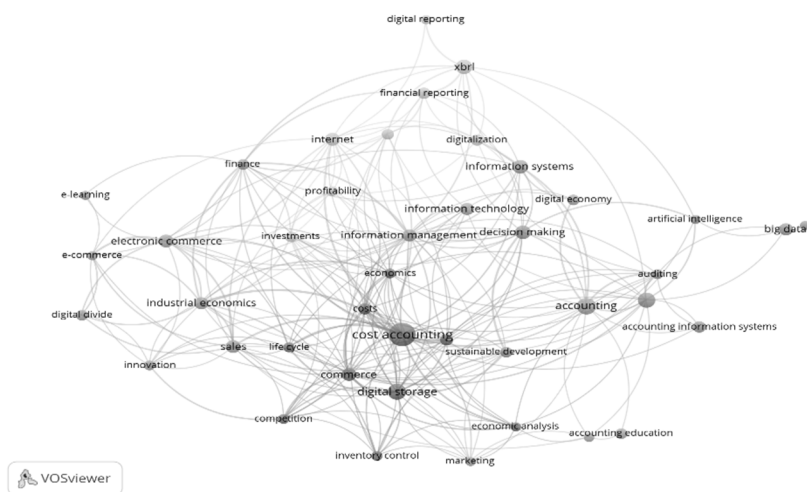 digital reporting
xbrl
financial reporting
internet
digitalization
finance
information systems
e-learning
profitability
digital economy
information technology
artificial intelligence
big data
electronic commerce
investments
information management
decision making
e-commerce
economics
auditing
industrial economics
costs
accounting
digital divide
accounting information systems
cost accounting
sales
life cycle
sustainable development
innovation
commerce
digital storage
competition
economic analysis
accounting education
inventory control
marketing
VOSviewer